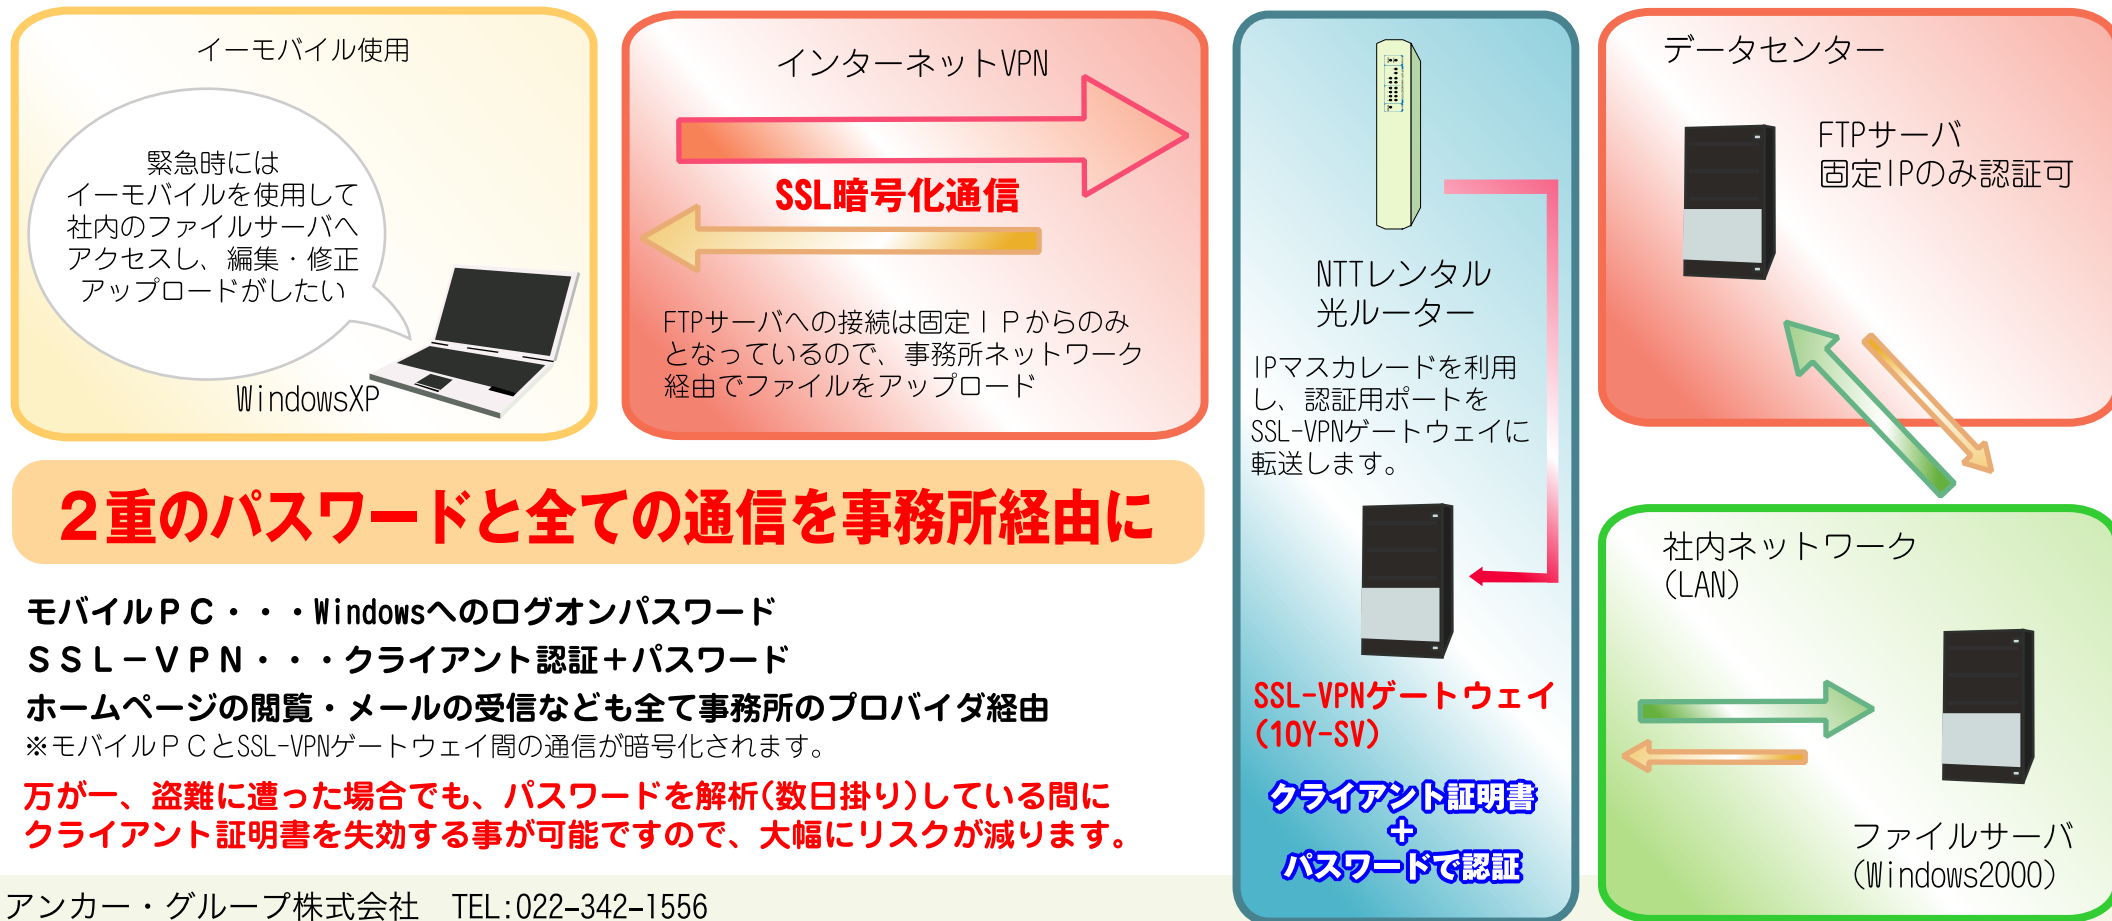 イーモバイル使用
緊急時には
イーモバイルを使用して
社内のファイルサーバへ
アクセスし、編集・修正
アップロードがしたい
WindowsXP
インターネットVPN
SSL暗号化通信
FTPサーバへの接続は固定ＩＰからのみ
となっているので、事務所ネットワーク
経由でファイルをアップロード
NTTレンタル
光ルーター
IPマスカレードを利用
し、認証用ポートを
SSL-VPNゲートウェイに
転送します。
SSL-VPNゲートウェイ
(10Y-SV)
クライアント証明書
+
パスワードで認証
データセンター
FTPサーバ
固定IPのみ認証可
社内ネットワーク
(LAN)
ファイルサーバ
(Windows2000)
２重のパスワードと全ての通信を事務所経由に
モバイルＰＣ・・・Windowsへのログオンパスワード
ＳＳＬ－ＶＰＮ・・・クライアント認証＋パスワード
ホームページの閲覧・メールの受信なども全て事務所のプロバイダ経由
※モバイルＰＣとSSL-VPNゲートウェイ間の通信が暗号化されます。
万が一、盗難に遭った場合でも、パスワードを解析(数日掛り)している間に
クライアント証明書を失効する事が可能ですので、大幅にリスクが減ります。
アンカー・グループ株式会社　TEL:022-342-1556